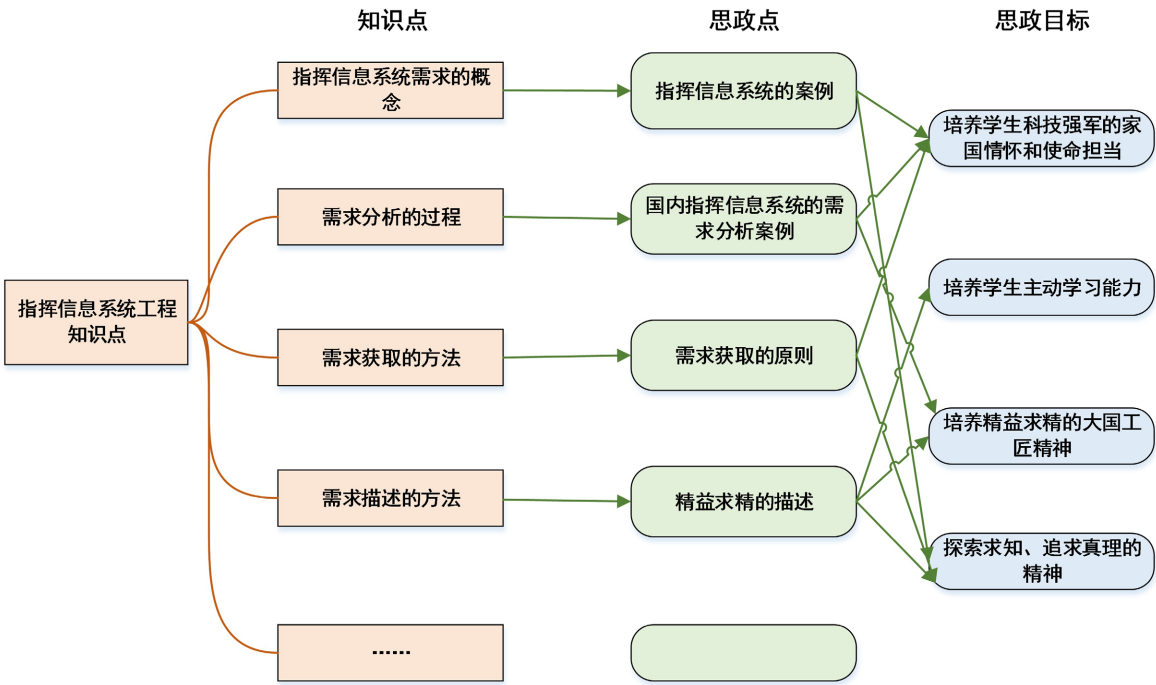 知识点
思政点
思政目标
指挥信息系统需求的概
念
指挥信息系统的案例
培养学生科技强军的家
国情怀和使命担当
需求分析的过程
国内指挥信息系统的需
求分析案例
培养学生主动学习能力
指挥信息系统工程
知识点
需求获取的方法
需求获取的原则
培养精益求精的大国工
匠精神
需求描述的方法
精益求精的描述
探索求知、追求真理的
精神
……